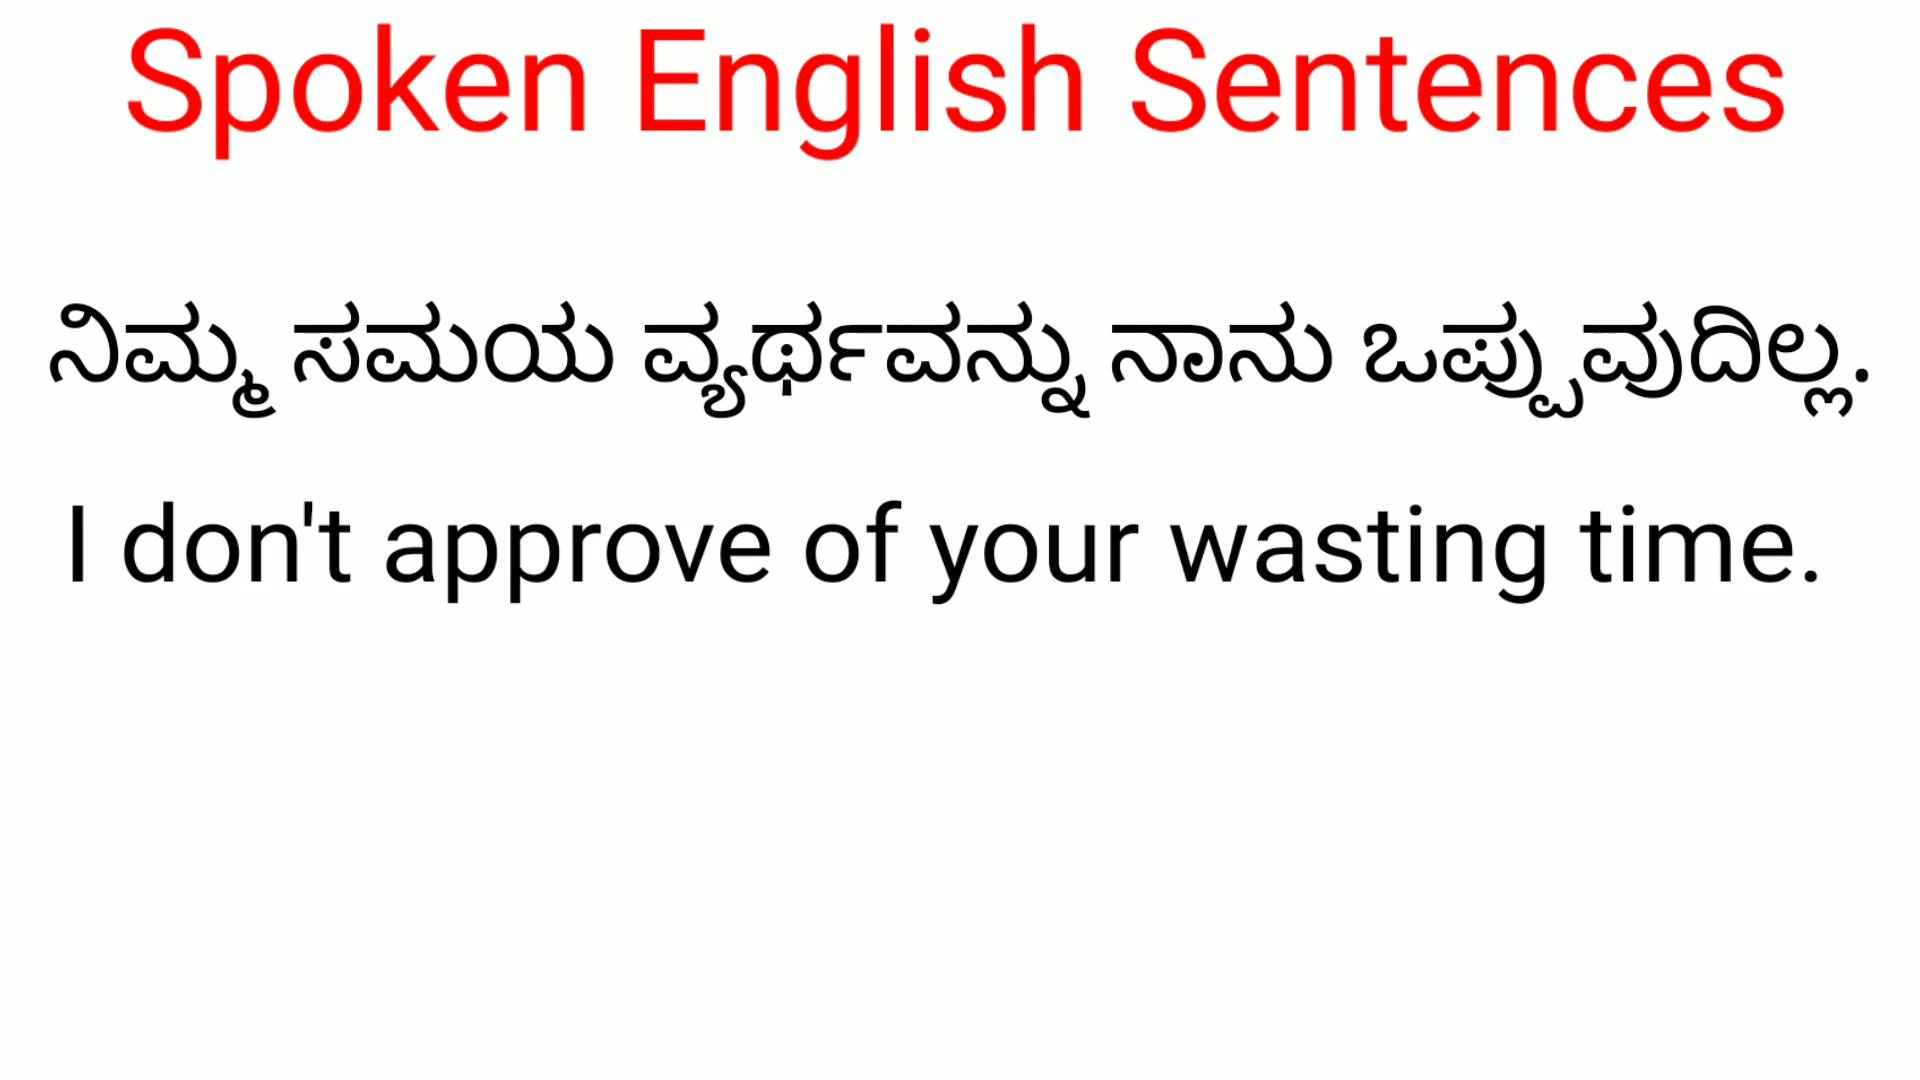 Spoken English Sentences
ನಿಮ್ಮ ಸಮಯ ವ್ಯರ್ಥವನ್ನು ನಾನು ಒಪ್ಪುವುದಿಲ್ಲ.
I don't approve of your wasting time.